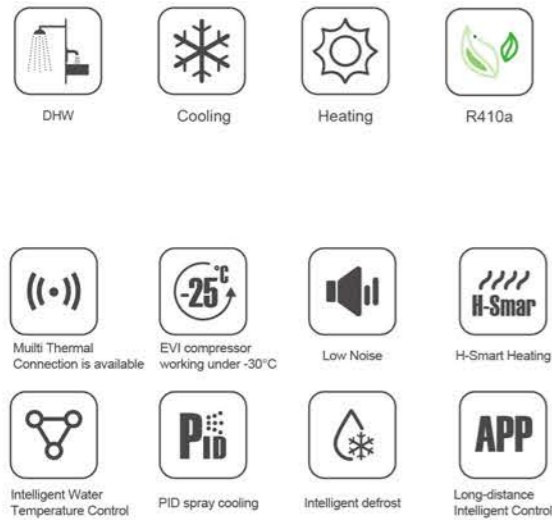 DHW
Cooling
Heating
R410a
-25°C
H-Smar
Muilti Thermal
Connection is available
EVI compressor
working under -30°C
Low Noise
H-Smart Heating
PID
APP
Intelligent Water
Temperature Control
PID spray cooling
Intelligent defrost
Long-distance
Intelligent Control